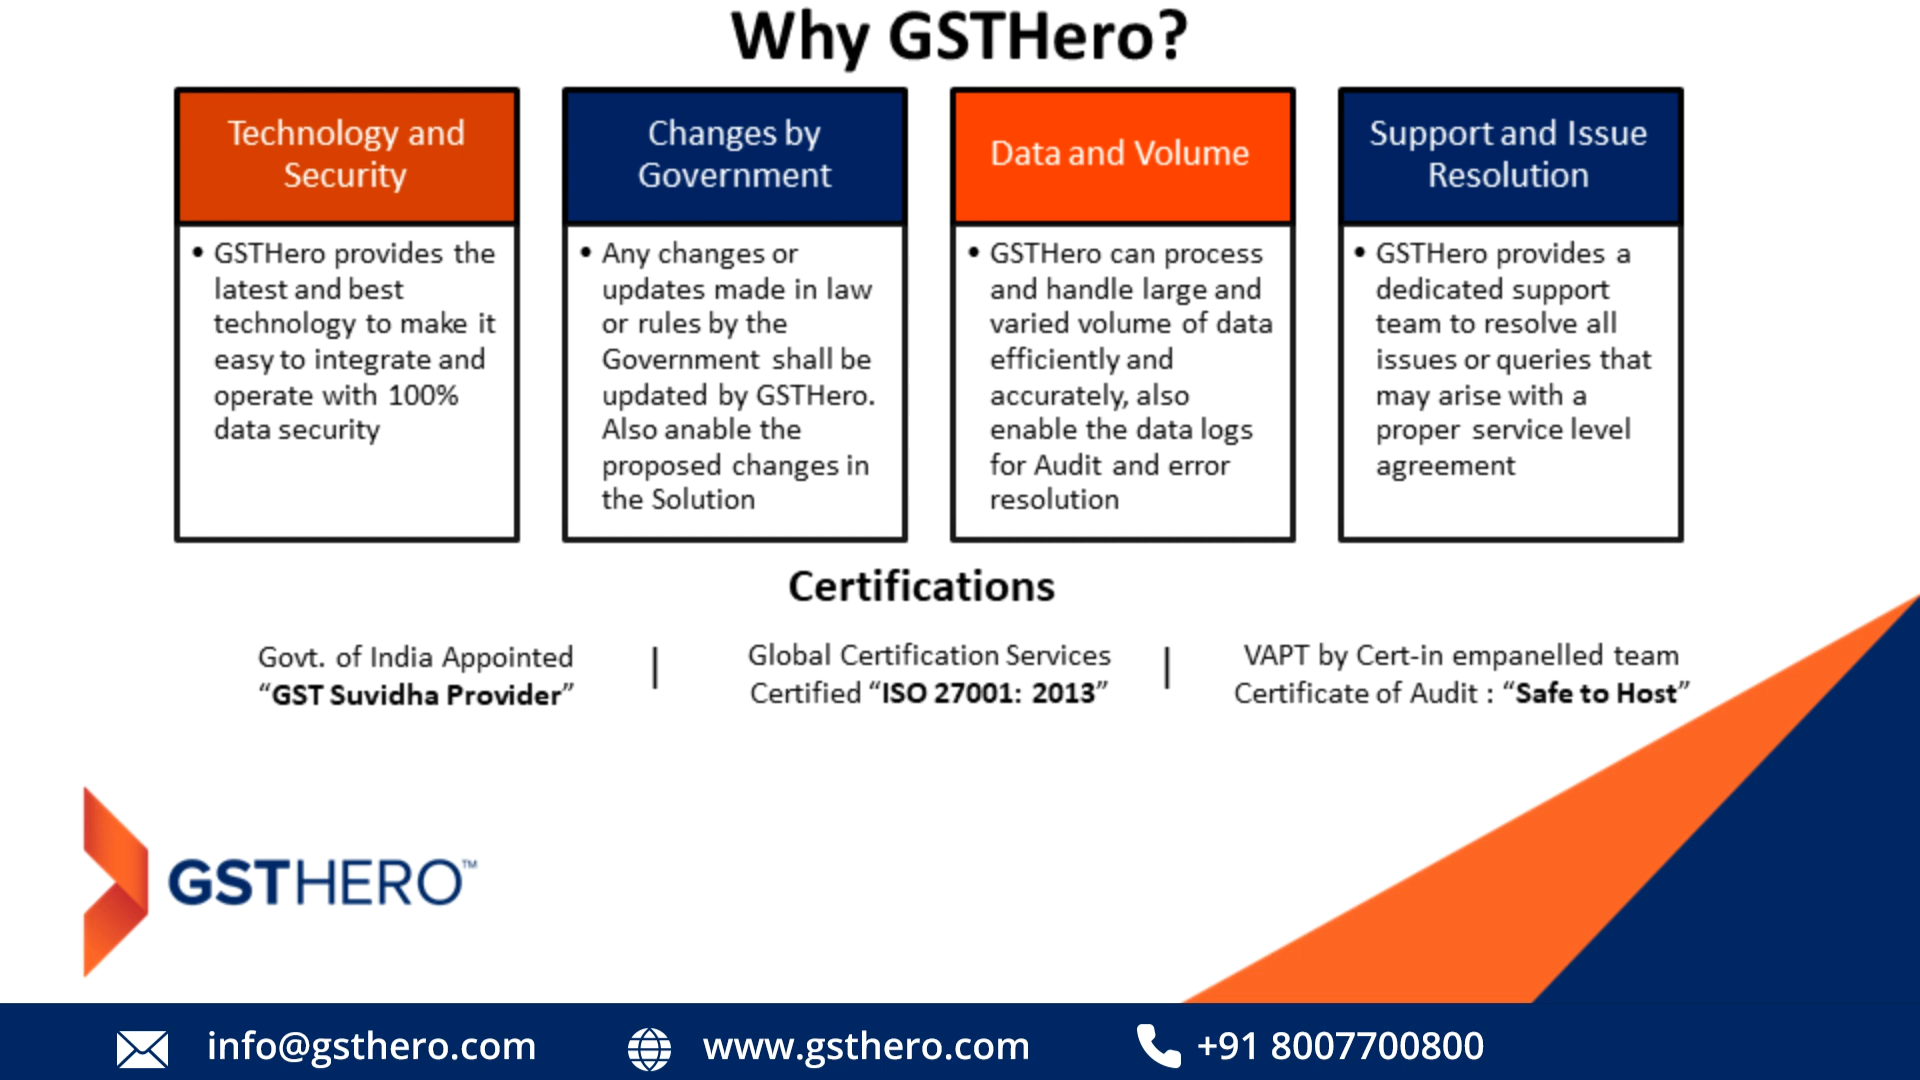 Why GSTHero?
Technology and
Security
• GSTHero provides the
latest and best
technology to make it
easy to integrate and
operate with 100%
data security
Changes by
Government
• Any changes or
updates made in law
or rules by the
Government shall be
updated by GSTHero.
Also anable the
proposed changes in
the Solution
Data and Volume
• GSTHero can process
and handle large and
varied volume of data
efficiently and
accurately, also
enable the data logs
for Audit and error
resolution
Support and Issue
Resolution
• GSTHero provides a
dedicated support
team to resolve all
issues or queries that
may arise with a
proper service level
agreement
Certifications
Govt. of India Appointed
“GST Suvidha Provider”
Global Certification Services
Certified “ISO 27001: 2013”
VAPT by Cert-in empanelled team
Certificate of Audit : “Safe to Host”
GSTHERO™
info@gsthero.com
www.gsthero.com
+91 8007700800